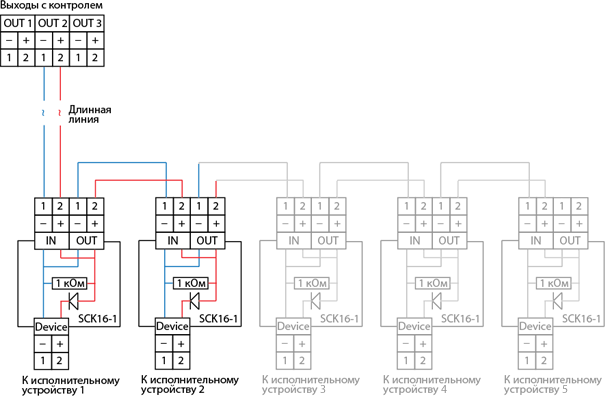 Выходы с контролем
OUT 1 OUT 2 OUT 3
– + – + – +
1 2 1 2 1 2
~ ~ Длинная
линия
1 2 1 2 1 2 1 2 1 2 1 2 1 2 1 2 1 2 1 2
– + – + – + – + – + – + – + – + – + – +
IN OUT IN OUT IN OUT IN OUT IN OUT
1 кОм 1 кОм 1 кОм 1 кОм 1 кОм
SCK16-1 SCK16-1 SCK16-1 SCK16-1 SCK16-1
Device Device Device Device Device
– + – + – + – + – +
1 2 1 2 1 2 1 2 1 2
К исполнительному К исполнительному К исполнительному К исполнительному К исполнительному
устройству 1 устройству 2 устройству 3 устройству 4 устройству 5